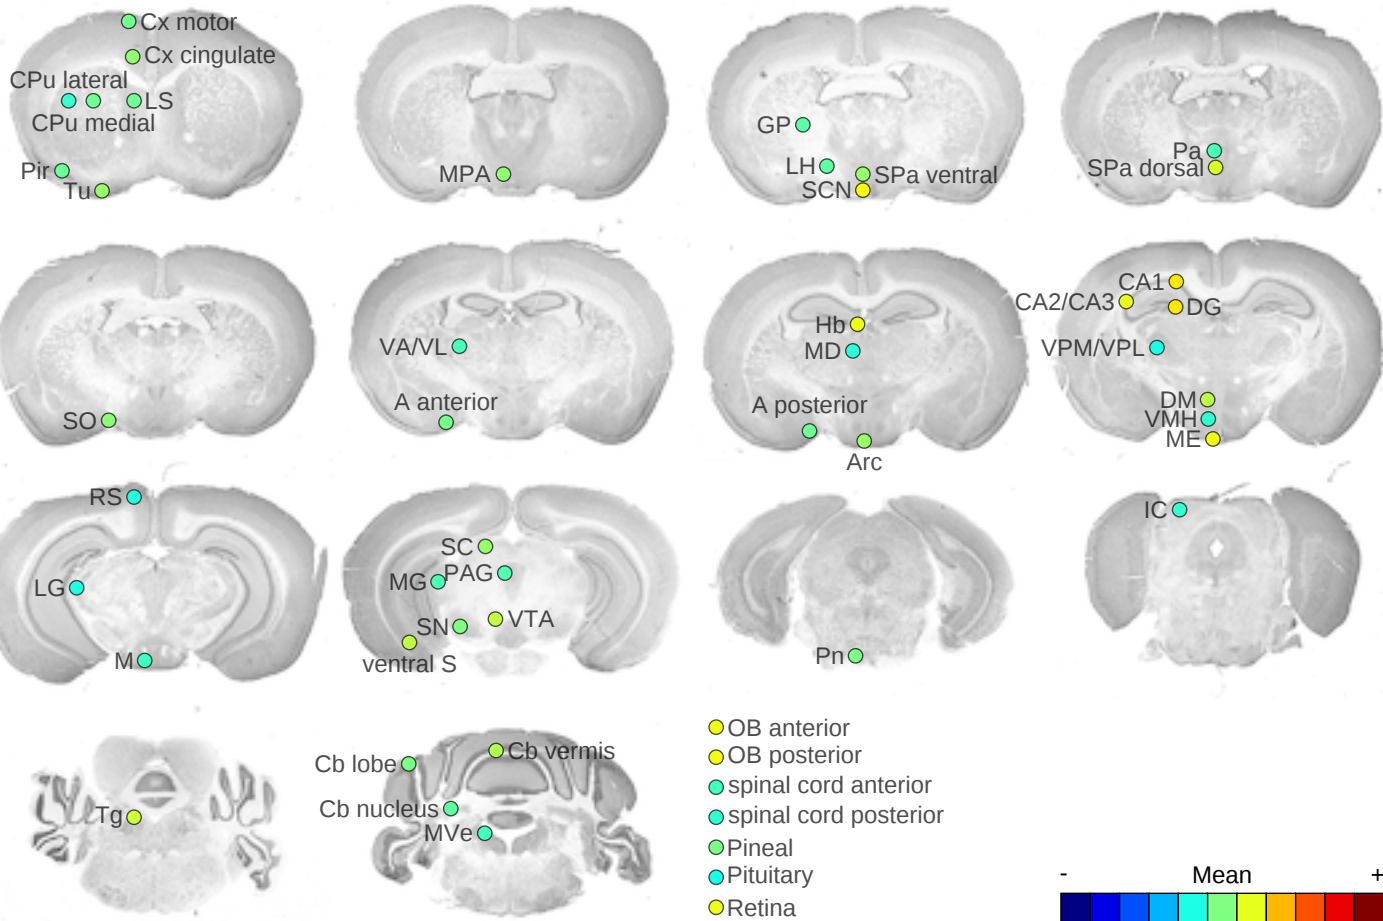 Cx motor
Cx cingulate
CPu lateral
LS
CPu medial
Pir
Tu
MPA
GP
LH
SPa ventral
SCN
Pa
SPa dorsal
SO
VA/VL
A anterior
Hb
MD
A posterior
Arc
CA1
CA2/CA3
DG
VPM/VPL
DM
VMH
ME
RS
LG
M
SC
PAG
MG
VTA
SN
ventral S
Pn
IC
Tg
Cb vermis
Cb lobe
Cb nucleus
MVe
OB anterior
OB posterior
spinal cord anterior
spinal cord posterior
Pineal
Pituitary
Retina
- Mean +